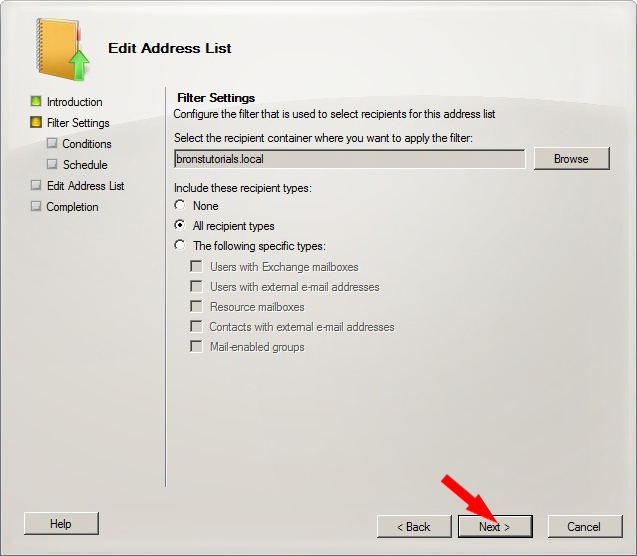 Edit Address List
Introduction
Filter Settings
Conditions
Schedule
Edit Address List
Completion
Filter Settings
Configure the filter that is used to select recipients for this address list
Select the recipient container where you want to apply the filter:
bronstutorials.local
Browse
Include these recipient types:
None
All recipient types
The following specific types:
Users with Exchange mailboxes
Users with external e-mail addresses
Resource mailboxes
Contacts with external e-mail addresses
Mail-enabled groups
Help
< Back
Next >
Cancel